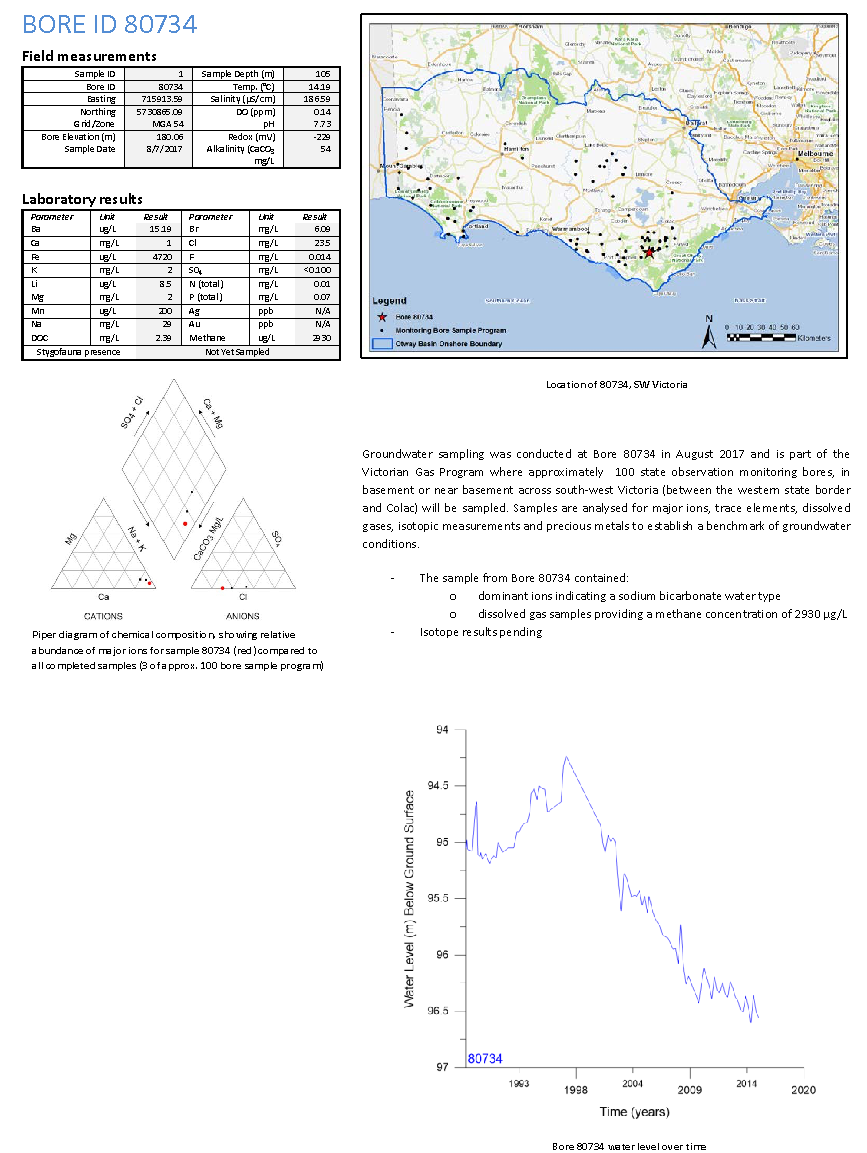 BORE ID 80734
Field measurements
Sample ID 1 Sample Depth (m) 105
Bore ID 80734 Temp. (°C) 14.19
Easting 715913.59 Salinity (µS/cm) 186.59
Northing 5730865.09 DO (ppm) 0.14
Grid/Zone MGA 54 pH 7.73
Bore Elevation (m) 180.06 Redox (mV) -229
Sample Date 8/7/2017 Alkalinity (CaCO₃ 54
mg/L
Laboratory results
Parameter Unit Result Parameter Unit Result
Ba ug/L 15.19 Br mg/L 6.09
Ca mg/L 1 Cl mg/L 23.5
Fe ug/L 4720 F mg/L 0.014
K mg/L 2 SO₄ mg/L <0.100
Li ug/L 8.5 N (total) mg/L 0.01
Mg mg/L 2 P (total) mg/L 0.07
Mn ug/L 200 Ag ppb N/A
Na mg/L 29 Au ppb N/A
DOC mg/L 2.39 Methane ug/L 2930
Stygofauna presence Not Yet Sampled
Hamilton
Ballarat
Melbourne
Portland
Warrnambool
Legend
Bore 80734
Monitoring Bore Sample Program
Otway Basin Onshore Boundary
N
0 10 20 30 40 50 60
Kilometers
Location of 80734, SW Victoria
SO4 + Cl
Ca + Mg
Mg
Na + K
CaCO3 Mg/L
SO₄
Ca
Cl
CATIONS
ANIONS
Piper diagram of chemical composition, showing relative
abundance of major ions for sample 80734 (red) compared to
all completed samples (3 of approx. 100 bore sample program)
Groundwater sampling was conducted at Bore 80734 in August 2017 and is part of the
Victorian Gas Program where approximately 100 state observation monitoring bores, in
basement or near basement across south-west Victoria (between the western state border
and Colac) will be sampled. Samples are analysed for major ions, trace elements, dissolved
gases, isotopic measurements and precious metals to establish a benchmark of groundwater
conditions.
- The sample from Bore 80734 contained:
o dominant ions indicating a sodium bicarbonate water type
o dissolved gas samples providing a methane concentration of 2930 µg/L
- Isotope results pending
Water Level (m) Below Ground Surface
94
94.5
95
95.5
96
96.5
97
80734
1993 1998 2004 2009 2014 2020
Time (years)
Bore 80734 water level over time